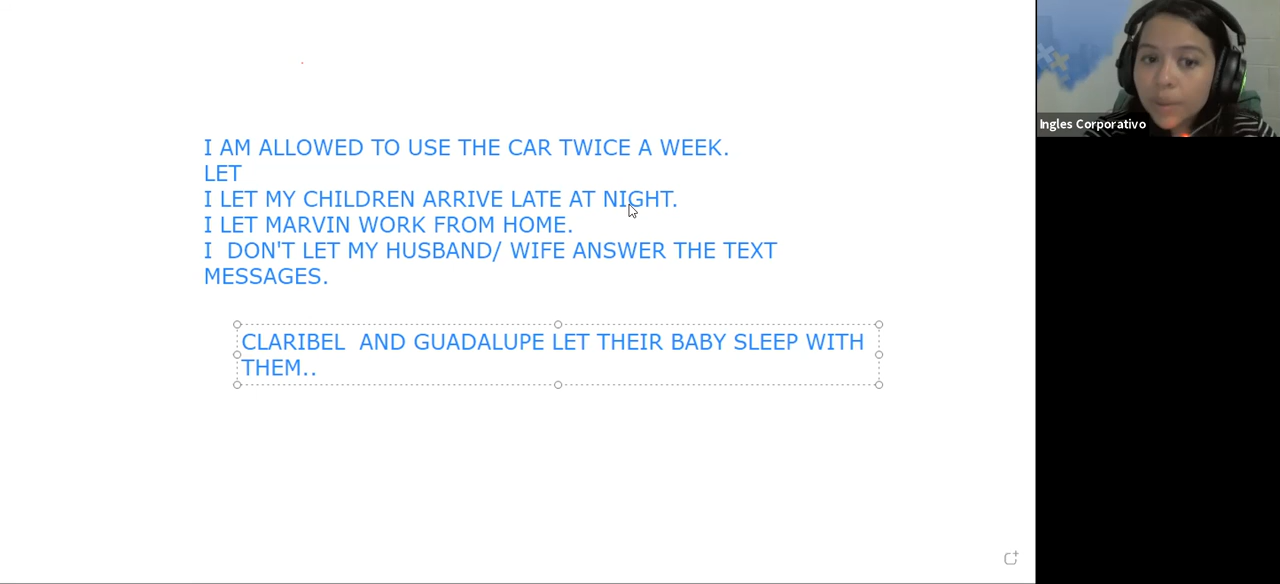 I AM ALLOWED TO USE THE CAR TWICE A WEEK.
LET
I LET MY CHILDREN ARRIVE LATE AT NIGHT.
I LET MARVIN WORK FROM HOME.
I  DON'T LET MY HUSBAND/ WIFE ANSWER THE TEXT
MESSAGES.
CLARIBEL  AND GUADALUPE LET THEIR BABY SLEEP WITH
THEM..
Ingles Corporativo